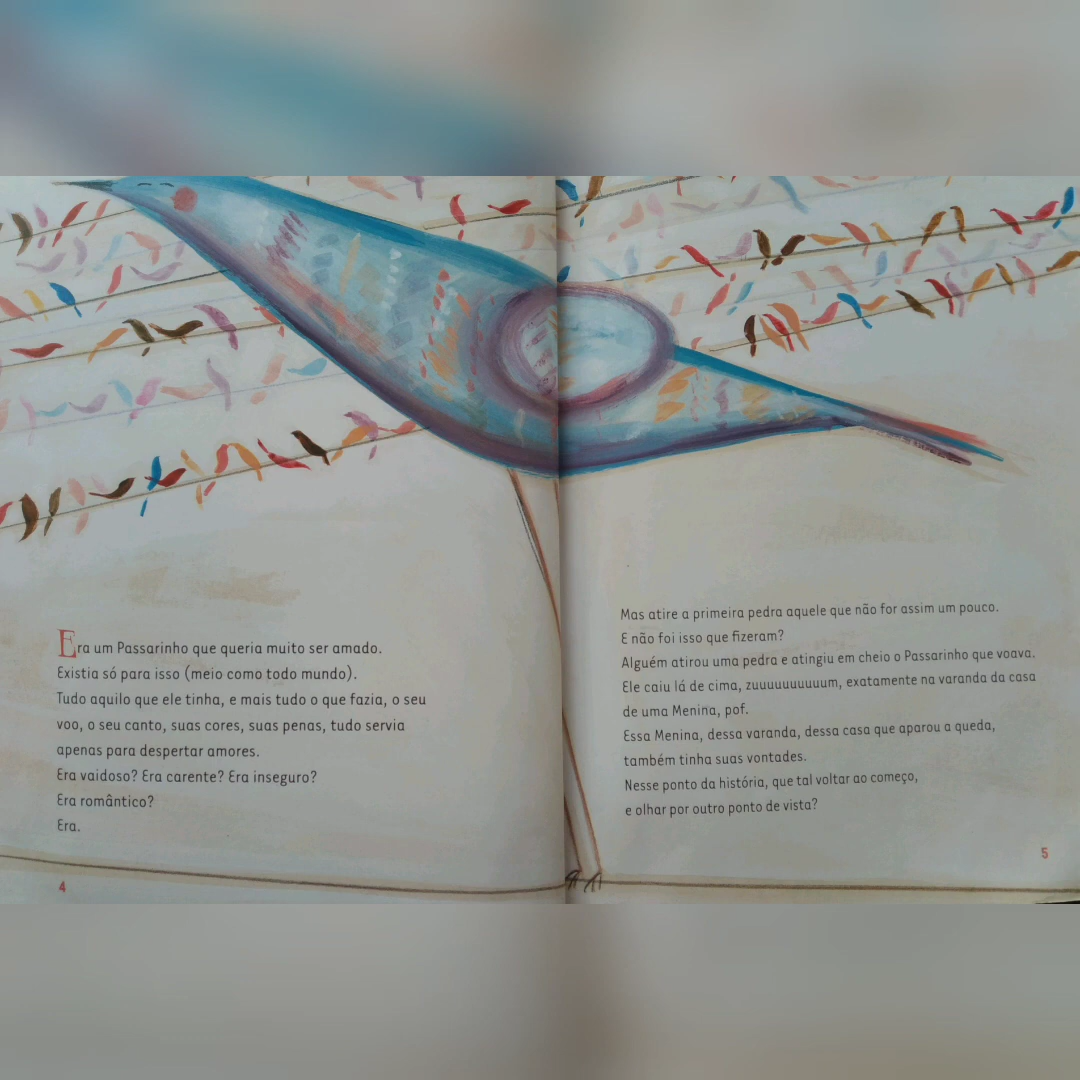 Era um Passarinho que queria muito ser amado.
Existia só para isso (meio como todo mundo).
Tudo aquilo que ele tinha, e mais tudo o que fazia, o seu
voo, o seu canto, suas cores, suas penas, tudo servia
apenas para despertar amores.
Era vaidoso? Era carente? Era inseguro?
Era romântico?
Era.
4
Mas atire a primeira pedra aquele que não for assim um pouco.
E não foi isso que fizeram?
Alguém atirou uma pedra e atingiu em cheio o Passarinho que voava.
Ele caiu lá de cima, zuuuuuuuuuum, exatamente na varanda da casa
de uma Menina, pof.
Essa Menina, dessa varanda, dessa casa que aparou a queda,
também tinha suas vontades.
Nesse ponto da história, que tal voltar ao começo,
e olhar por outro ponto de vista?
5